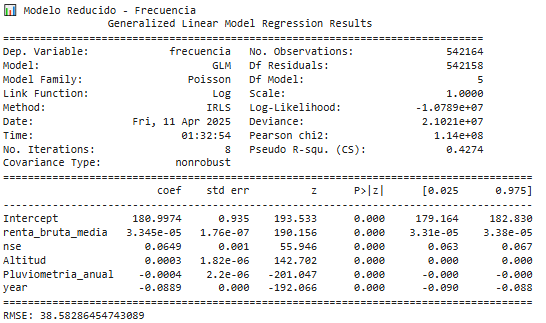 Modelo Reducido - Frecuencia
Generalized Linear Model Regression Results
==============================================================================
Dep. Variable: frecuencia No. Observations: 542164
Model: GLM Df Residuals: 542158
Model Family: Poisson Df Model: 5
Link Function: Log Scale: 1.0000
Method: IRLS Log-Likelihood: -1.0789e+07
Date: Fri, 11 Apr 2025 Deviance: 2.1021e+07
Time: 01:32:54 Pearson chi2: 1.14e+08
No. Iterations: 8 Pseudo R-squ. (CS): 0.4274
Covariance Type: nonrobust
==============================================================================
coef std err z P>|z| [0.025 0.975]
------------------------------------------------------------------------------
Intercept 180.9974 0.935 193.533 0.000 179.164 182.830
renta_bruta_media 3.345e-05 1.76e-07 190.156 0.000 3.31e-05 3.38e-05
nse 0.0649 0.001 55.946 0.000 0.063 0.067
Altitud 0.0003 1.82e-06 142.702 0.000 0.000 0.000
Pluviometria_anual -0.0004 2.2e-06 -201.047 0.000 -0.000 -0.000
year -0.0889 0.000 -192.066 0.000 -0.090 -0.088
==============================================================================
RMSE: 38.58286454743089